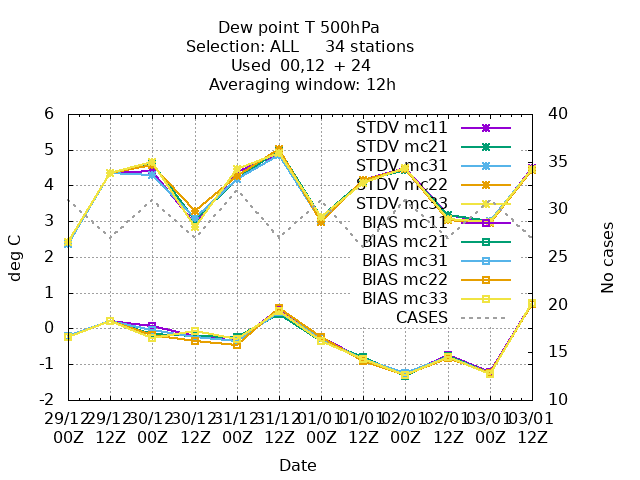 Dew point T 500hPa
Selection: ALL 34 stations
Used 00,12 + 24
Averaging window: 12h
6
5
4
3
2
1
0
-1
-2
deg C
40
35
30
25
20
15
10
No cases
STDV mc11
STDV mc21
STDV mc31
STDV mc22
STDV mc33
BIAS mc11
BIAS mc21
BIAS mc31
BIAS mc22
BIAS mc33
CASES
29/12 29/12 30/12 30/12 31/12 31/12 01/01 01/01 02/01 02/01 03/01 03/01
00Z 12Z 00Z 12Z 00Z 12Z 00Z 12Z 00Z 12Z 00Z 12Z
Date